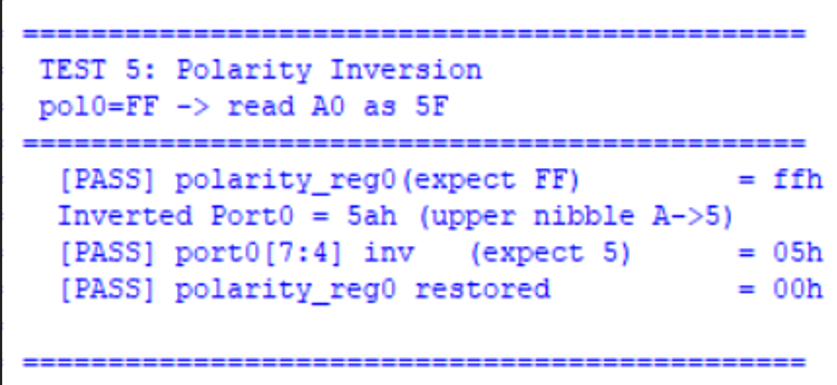 ===============================================
TEST 5: Polarity Inversion
pol0=FF -> read A0 as 5F
===============================================
[PASS] polarity_reg0(expect FF) = ffh
Inverted Port0 = 5ah (upper nibble A->5)
[PASS] port0[7:4] inv (expect 5) = 05h
[PASS] polarity_reg0 restored = 00h
===============================================